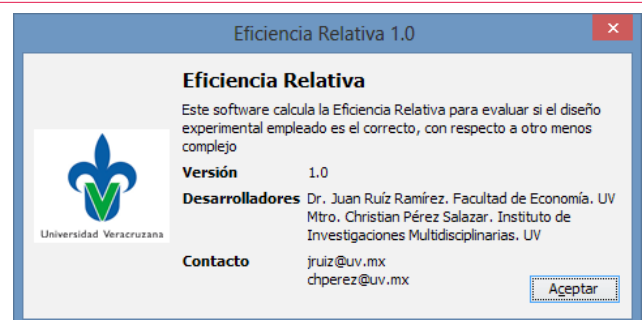 Eficiencia Relativa 1.0
Eficiencia Relativa
Este software calcula la Eficiencia Relativa para evaluar si el diseño
experimental empleado es el correcto, con respecto a otro menos
complejo
Versión 1.0
Desarrolladores Dr. Juan Ruíz Ramírez. Facultad de Economía. UV
Mtro. Christian Pérez Salazar. Instituto de
Investigaciones Multidisciplinarias. UV
Universidad Veracruzana
Contacto jruiz@uv.mx
chperez@uv.mx
Aceptar